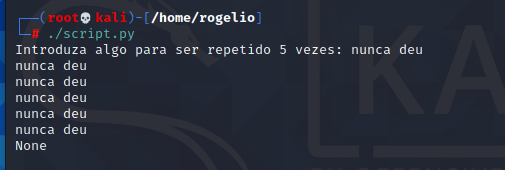 ┌──(root💀kali)-[/home/rogelio]
└─# ./script.py
Introduza algo para ser repetido 5 vezes: nunca deu
nunca deu
nunca deu
nunca deu
nunca deu
nunca deu
None
KA